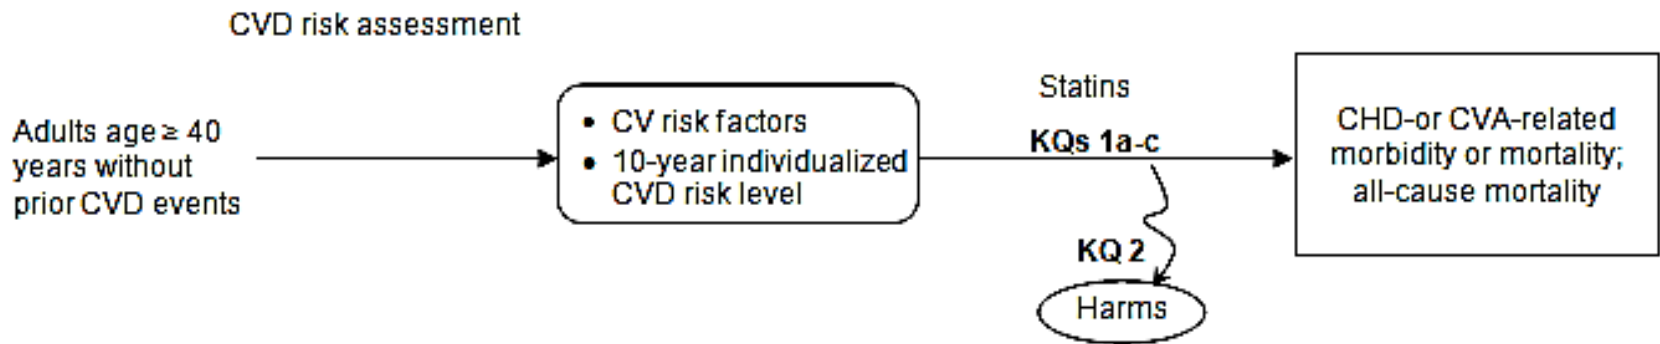 CVD risk assessment
Adults age ≥ 40
years without
prior CVD events
• CV risk factors
• 10-year individualized
CVD risk level
Statins
KQs 1a-c
KQ 2
Harms
CHD-or CVA-related
morbidity or mortality;
all-cause mortality